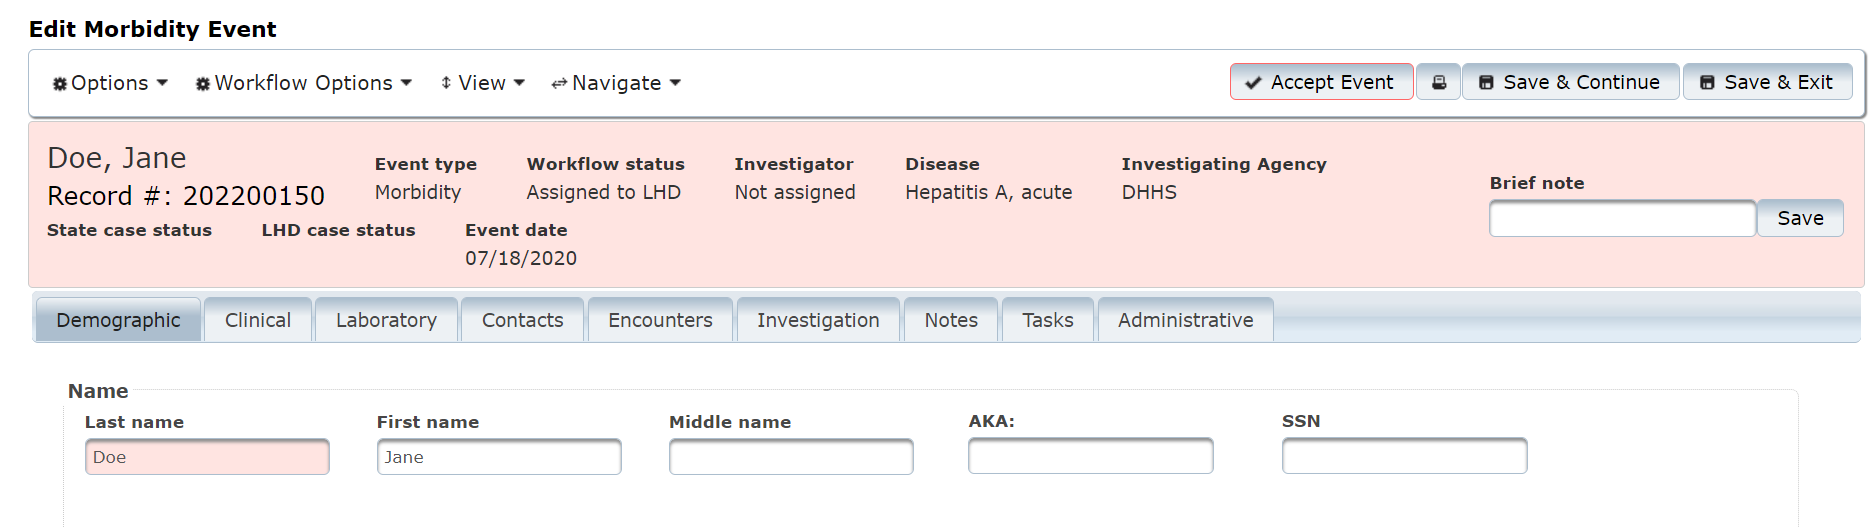 Edit Morbidity Event
Options Workflow Options View Navigate Accept Event Save & Continue Save & Exit
Doe, Jane
Record #: 202200150
Event type Workflow status Investigator Disease Investigating Agency
Morbidity Assigned to LHD Not assigned Hepatitis A, acute DHHS
Brief note
Save
State case status LHD case status Event date
07/18/2020
Demographic Clinical Laboratory Contacts Encounters Investigation Notes Tasks Administrative
Name
Last name First name Middle name AKA: SSN
Doe Jane